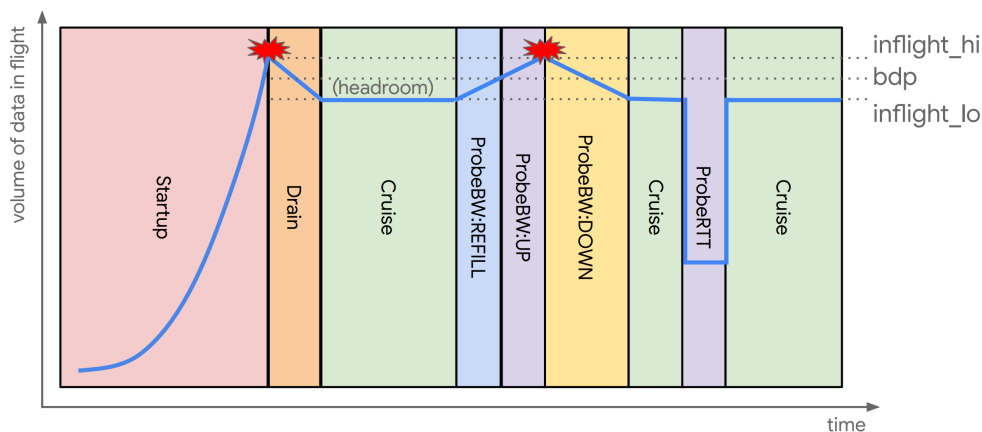 volume of data in flight
inflight_hi
bdp
(headroom)
inflight_lo
Startup
Drain
Cruise
ProbeBW:REFILL
ProbeBW:UP
ProbeBW:DOWN
Cruise
ProbeRTT
Cruise
time